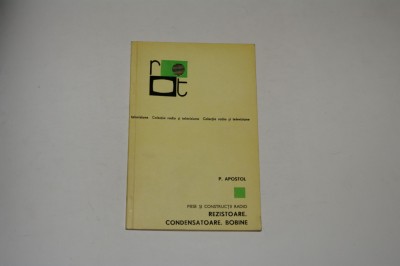 r
t
televiziune Colecția radio și televiziune Colecția radio și televiziune
P. APOSTOL
PIESE ȘI CONSTRUCȚII RADIO
REZISTOARE,
CONDENSATOARE, BOBINE